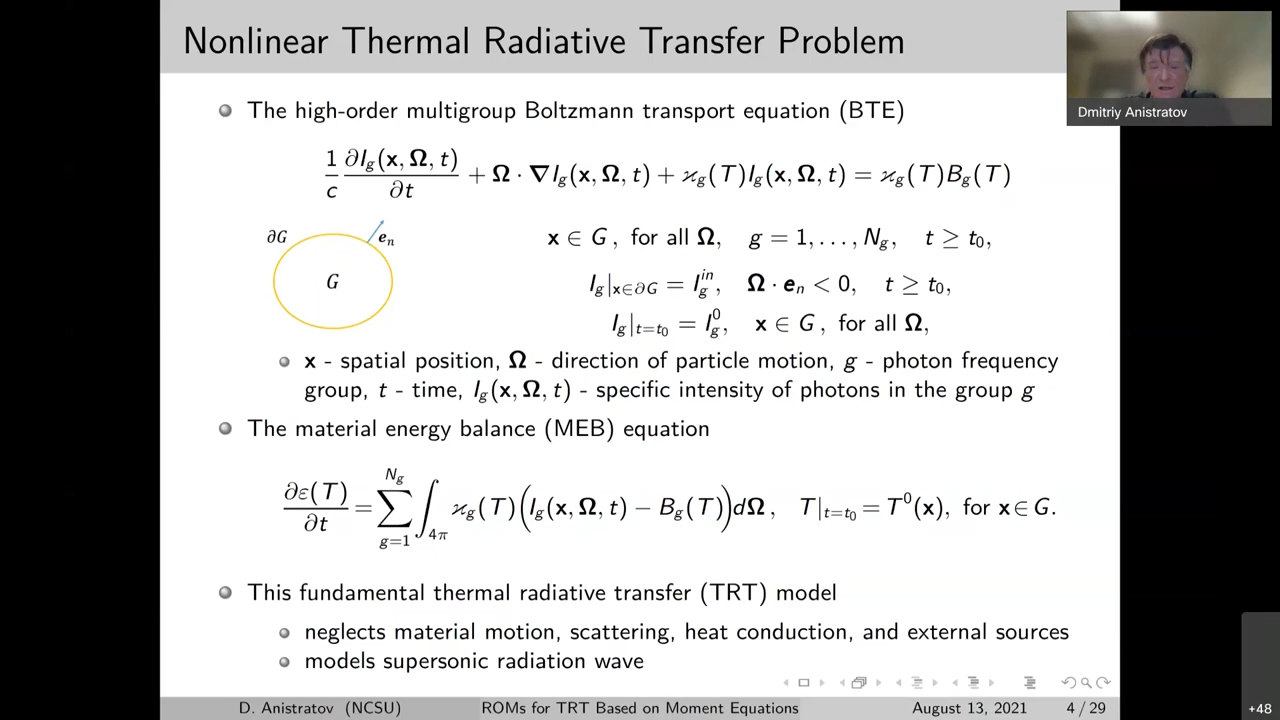 Nonlinear Thermal Radiative Transfer Problem
Dmitriy Anistratov
The high-order multigroup Boltzmann transport equation (BTE)
1/c ∂I_g(x, Ω, t)/∂t + Ω · ∇I_g(x, Ω, t) + ϰ_g(T)I_g(x, Ω, t) = ϰ_g(T)B_g(T)
∂G
e_n
G
x ∈ G, for all Ω, g = 1, . . . , N_g, t ≥ t_0,
I_g|_{x∈∂G} = I_g^{in}, Ω · e_n < 0, t ≥ t_0,
I_g|_{t=t_0} = I_g^0, x ∈ G, for all Ω,
x - spatial position, Ω - direction of particle motion, g - photon frequency
group, t - time, I_g(x, Ω, t) - specific intensity of photons in the group g
The material energy balance (MEB) equation
∂ε(T)/∂t = ∑_{g=1}^{N_g} ∫_{4π} ϰ_g(T)(I_g(x, Ω, t) − B_g(T))dΩ, T|_{t=t_0} = T^0(x), for x∈G.
This fundamental thermal radiative transfer (TRT) model
neglects material motion, scattering, heat conduction, and external sources
models supersonic radiation wave
D. Anistratov (NCSU) ROMs for TRT Based on Moment Equations August 13, 2021 4 / 29
+48